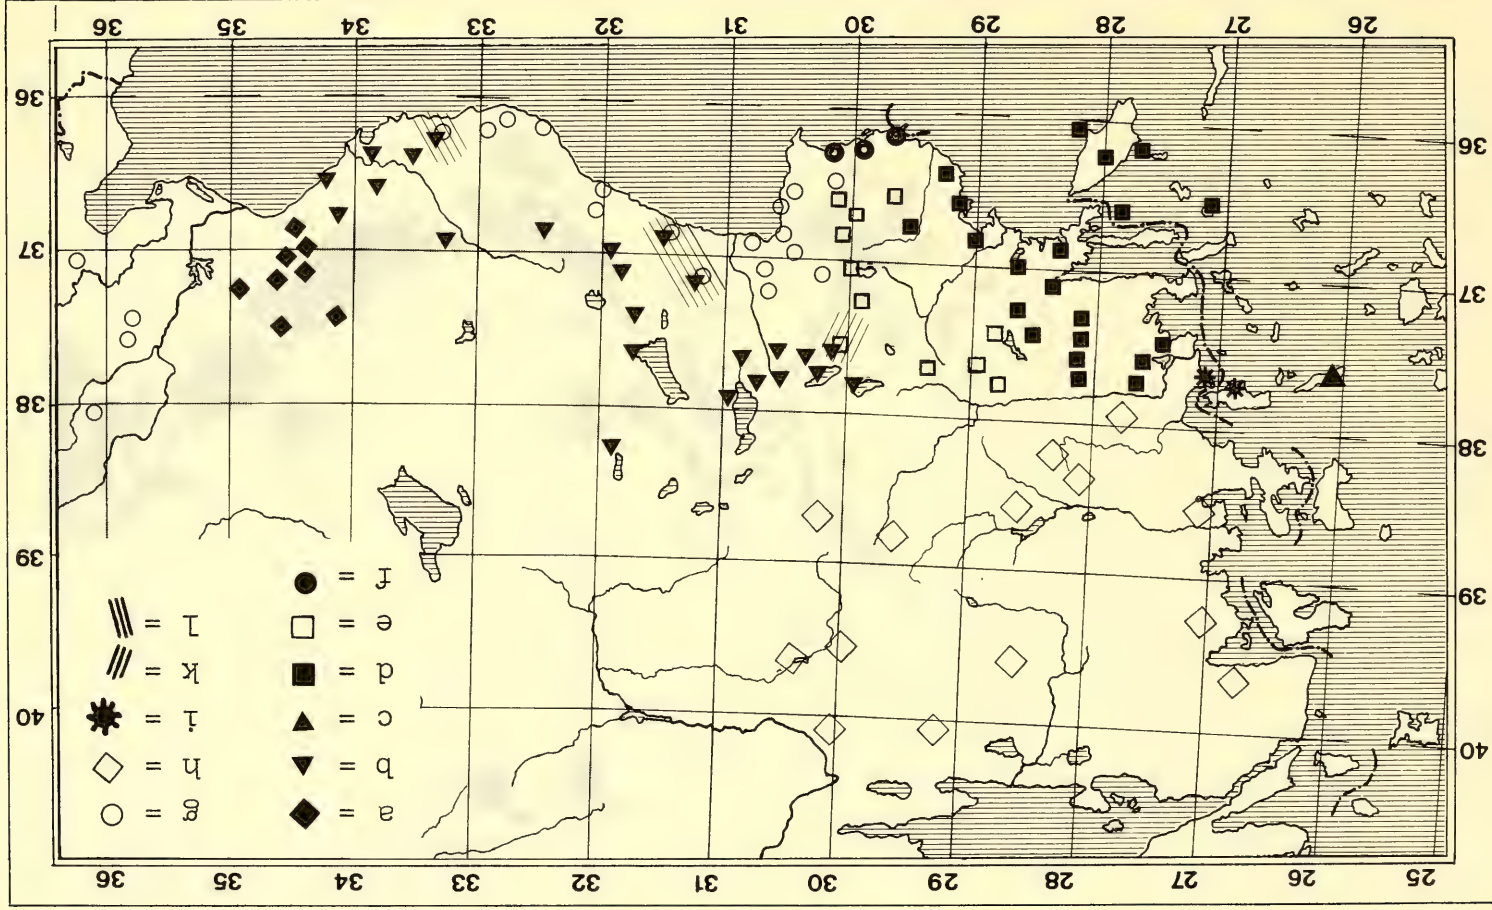 25 26 27 28 29 30 31 32 33 34 35 36
a = g =
b = h =
40
c = i =
40
d = k =
e = l =
39
f =
39
38
38
37
37
36
36
26 27 28 29 30 31 32 33 34 35 36